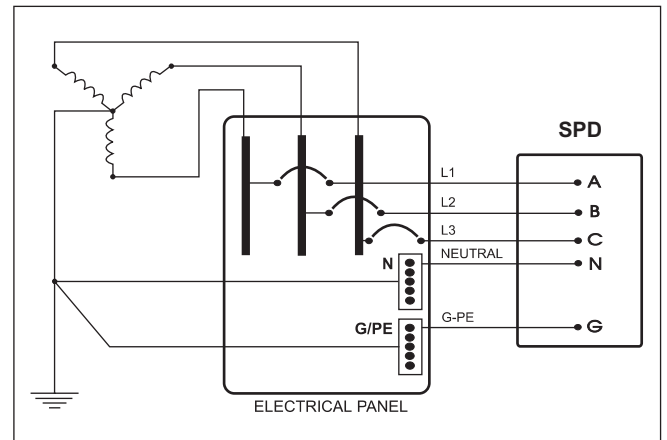 SPD
L1
A
L2
B
L3
C
N
NEUTRAL
N
G/PE
G-PE
G
ELECTRICAL PANEL